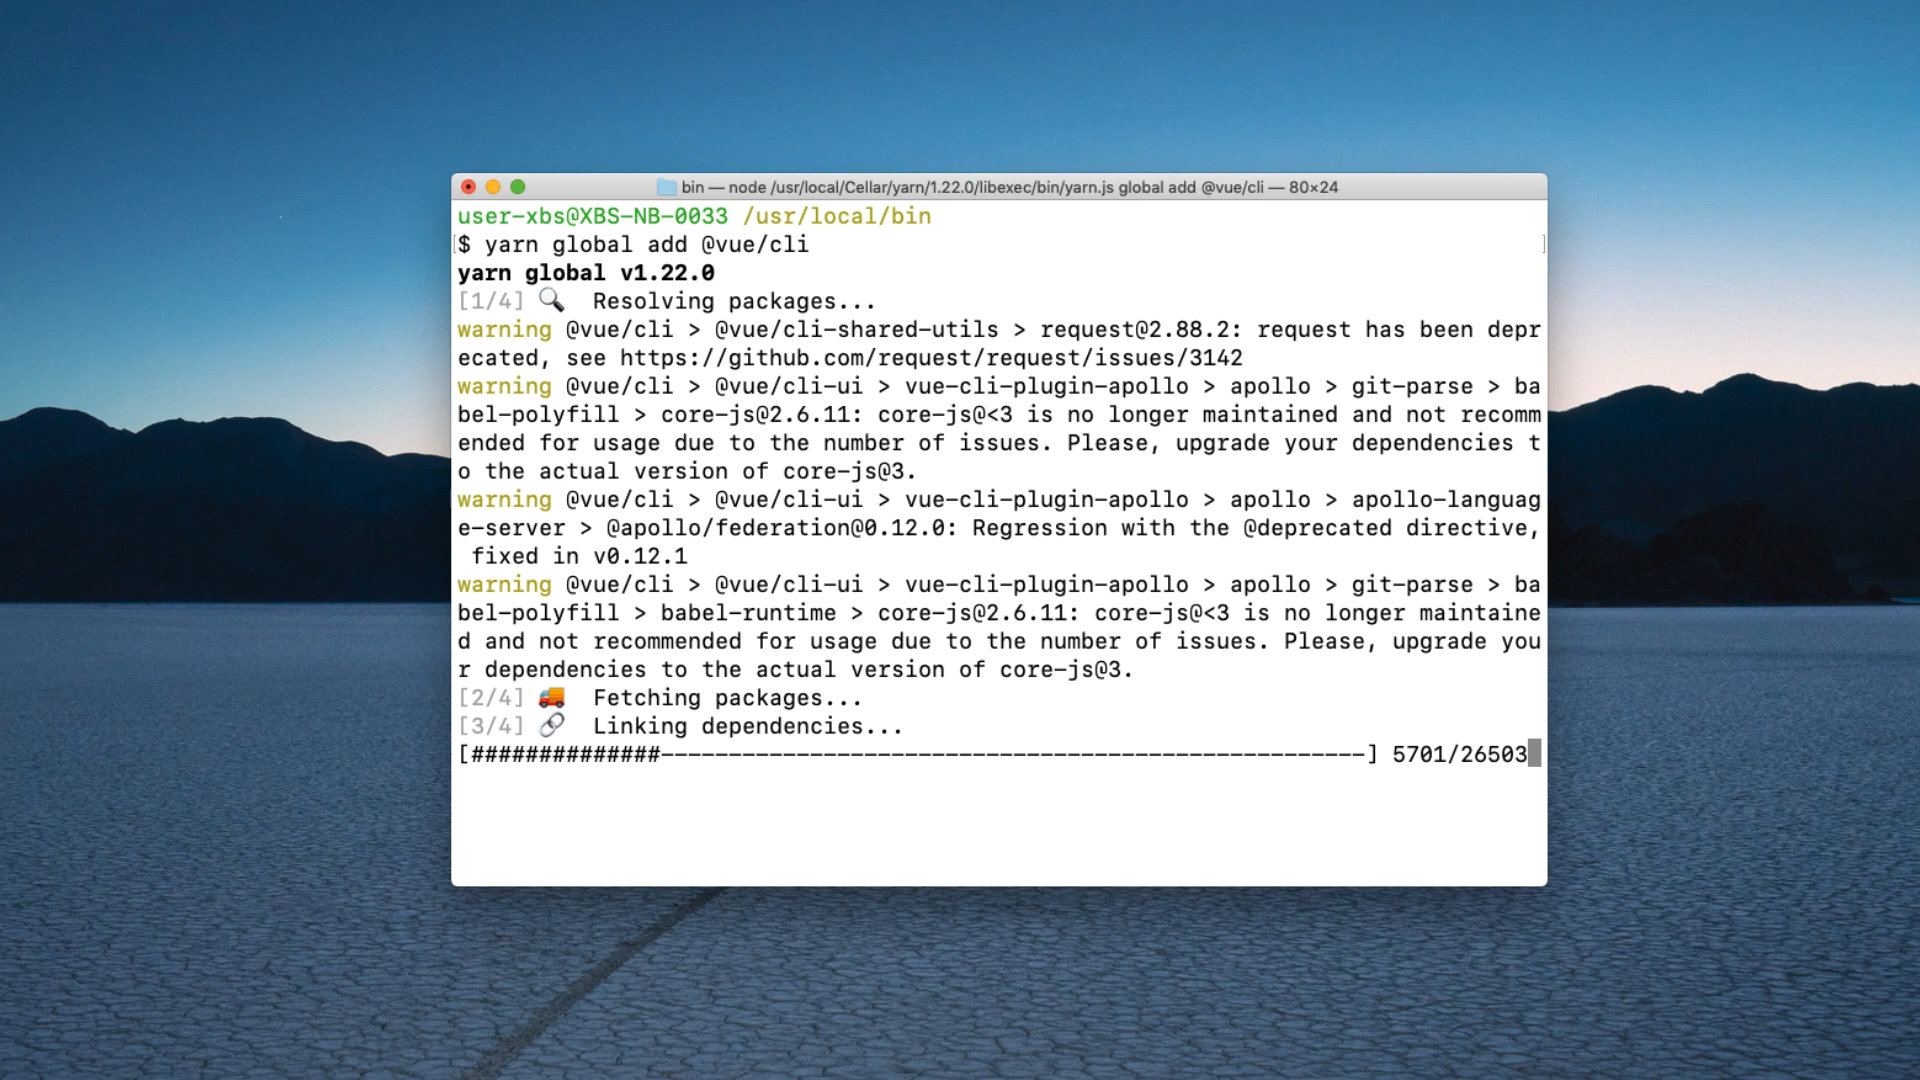 bin — node /usr/local/Cellar/yarn/1.22.0/libexec/bin/yarn.js global add @vue/cli — 80×24
user-xbs@XBS-NB-0033 /usr/local/bin
[$ yarn global add @vue/cli ]
yarn global v1.22.0
[1/4] 🔍  Resolving packages...
warning @vue/cli > @vue/cli-shared-utils > request@2.88.2: request has been depr
ecated, see https://github.com/request/request/issues/3142
warning @vue/cli > @vue/cli-ui > vue-cli-plugin-apollo > apollo > git-parse > ba
bel-polyfill > core-js@2.6.11: core-js@<3 is no longer maintained and not recomm
ended for usage due to the number of issues. Please, upgrade your dependencies t
o the actual version of core-js@3.
warning @vue/cli > @vue/cli-ui > vue-cli-plugin-apollo > apollo > apollo-languag
e-server > @apollo/federation@0.12.0: Regression with the @deprecated directive,
 fixed in v0.12.1
warning @vue/cli > @vue/cli-ui > vue-cli-plugin-apollo > apollo > git-parse > ba
bel-polyfill > babel-runtime > core-js@2.6.11: core-js@<3 is no longer maintaine
d and not recommended for usage due to the number of issues. Please, upgrade you
r dependencies to the actual version of core-js@3.
[2/4] 🚚  Fetching packages...
[3/4] 🔗  Linking dependencies...
[##############----------------------------------------------------] 5701/26503